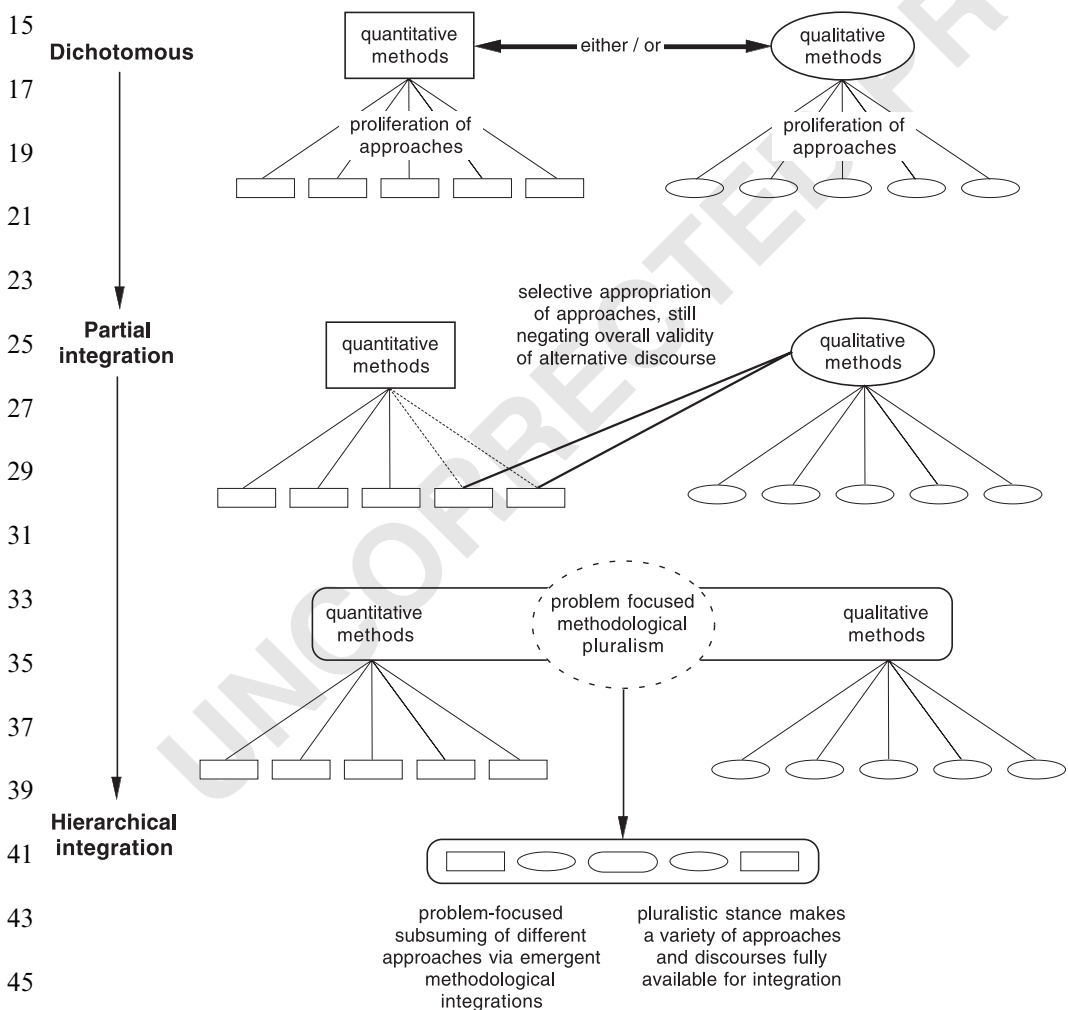 15
Dichotomous
quantitative
methods
either / or
qualitative
methods
17
proliferation of
approaches
proliferation of
approaches
19
21
23
selective appropriation
of approaches, still
negating overall validity
of alternative discourse
Partial
integration
25
quantitative
methods
qualitative
methods
27
29
31
33
quantitative
methods
problem focused
methodological
pluralism
qualitative
methods
35
37
39
Hierarchical
integration
41
43
problem-focused
subsuming of different
approaches via emergent
methodological
integrations
pluralistic stance makes
a variety of approaches
and discourses fully
available for integration
45
UNCORRECTED PR